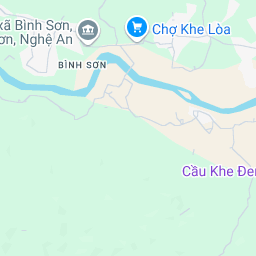 xã Bình Sơn,
ơn, Nghệ An
Chợ Khe Lòa
BÌNH SƠN
Cầu Khe Đen